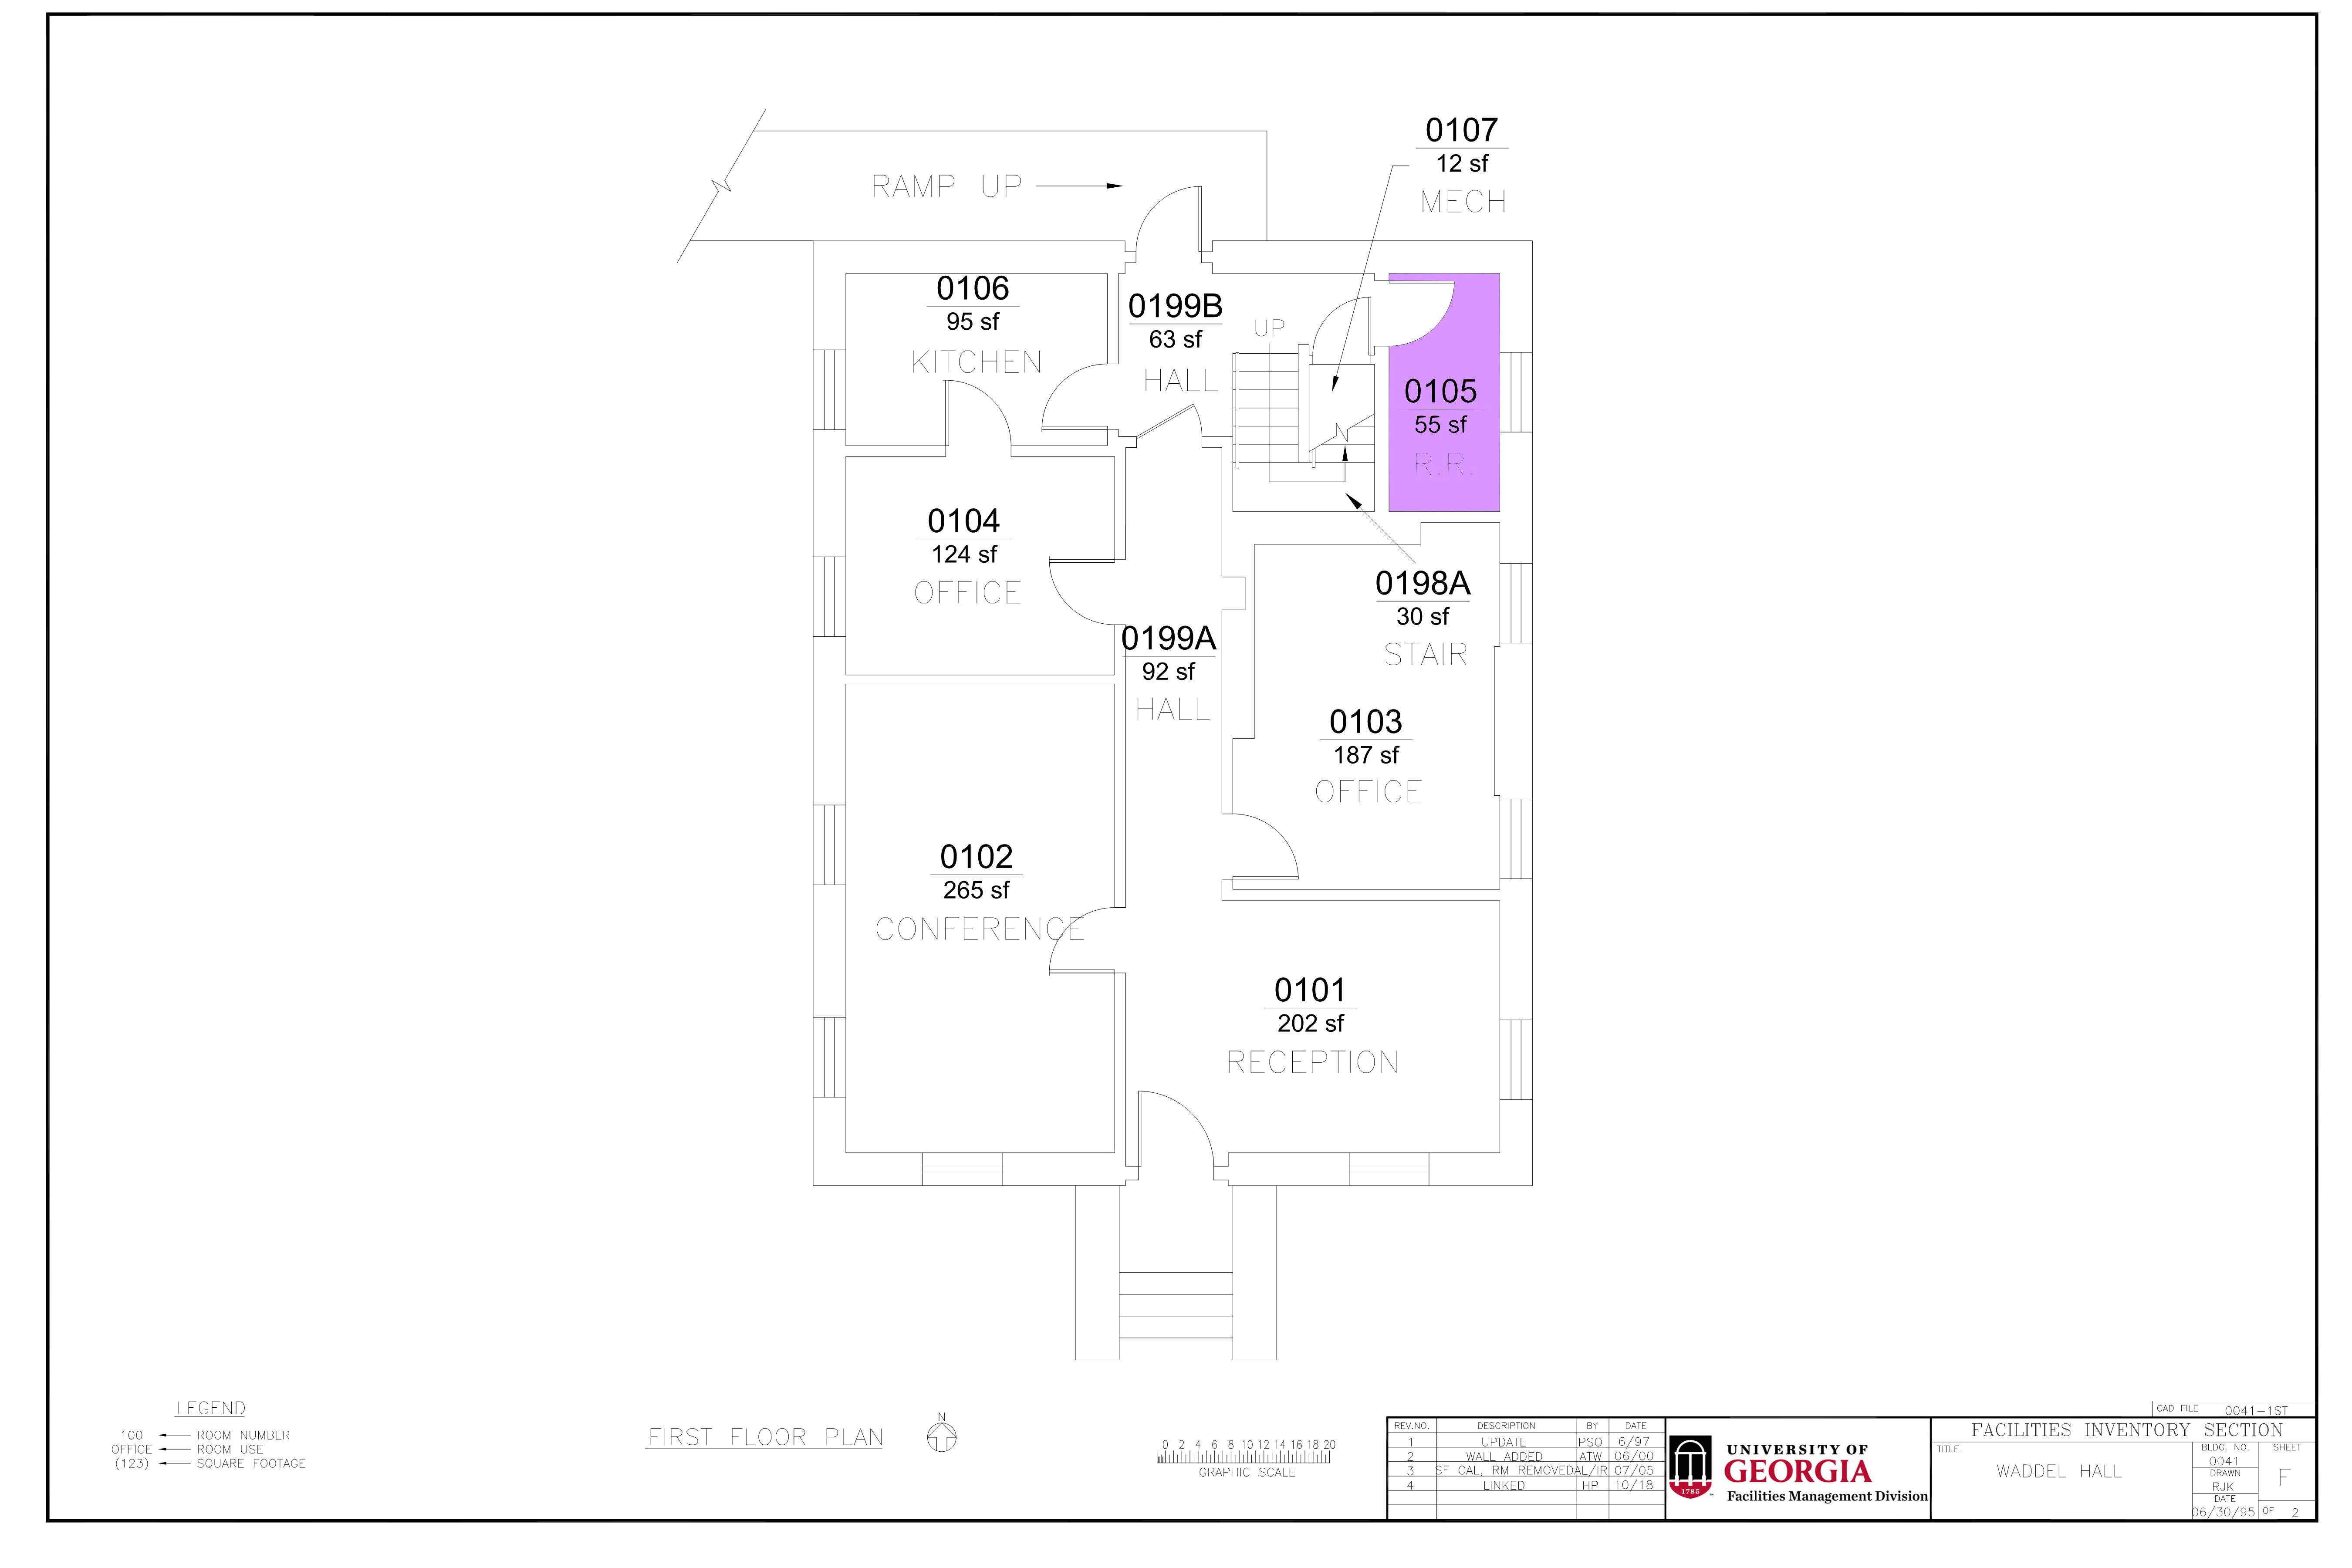 0107
12 sf
MECH
RAMP UP
0106
95 sf
KITCHEN
0199B
63 sf
HALL
UP
0105
55 sf
R.R.
0104
124 sf
OFFICE
0198A
30 sf
STAIR
0199A
92 sf
HALL
0103
187 sf
OFFICE
0102
265 sf
CONFERENCE
0101
202 sf
RECEPTION
LEGEND
100 ROOM NUMBER
OFFICE ROOM USE
(123) SQUARE FOOTAGE
FIRST FLOOR PLAN
N
0 2 4 6 8 10 12 14 16 18 20
GRAPHIC SCALE
REV.NO. DESCRIPTION BY DATE
1 UPDATE PSO 6/97
2 WALL ADDED ATW 06/00
3 SF CAL, RM REMOVED AL/IR 07/05
4 LINKED HP 10/18
1785
UNIVERSITY OF
GEORGIA
Facilities Management Division
CAD FILE 0041-1ST
FACILITIES INVENTORY SECTION
TITLE
WADDEL HALL
BLDG. NO.
0041
DRAWN
RJK
DATE
06/30/95
SHEET
F
OF 2